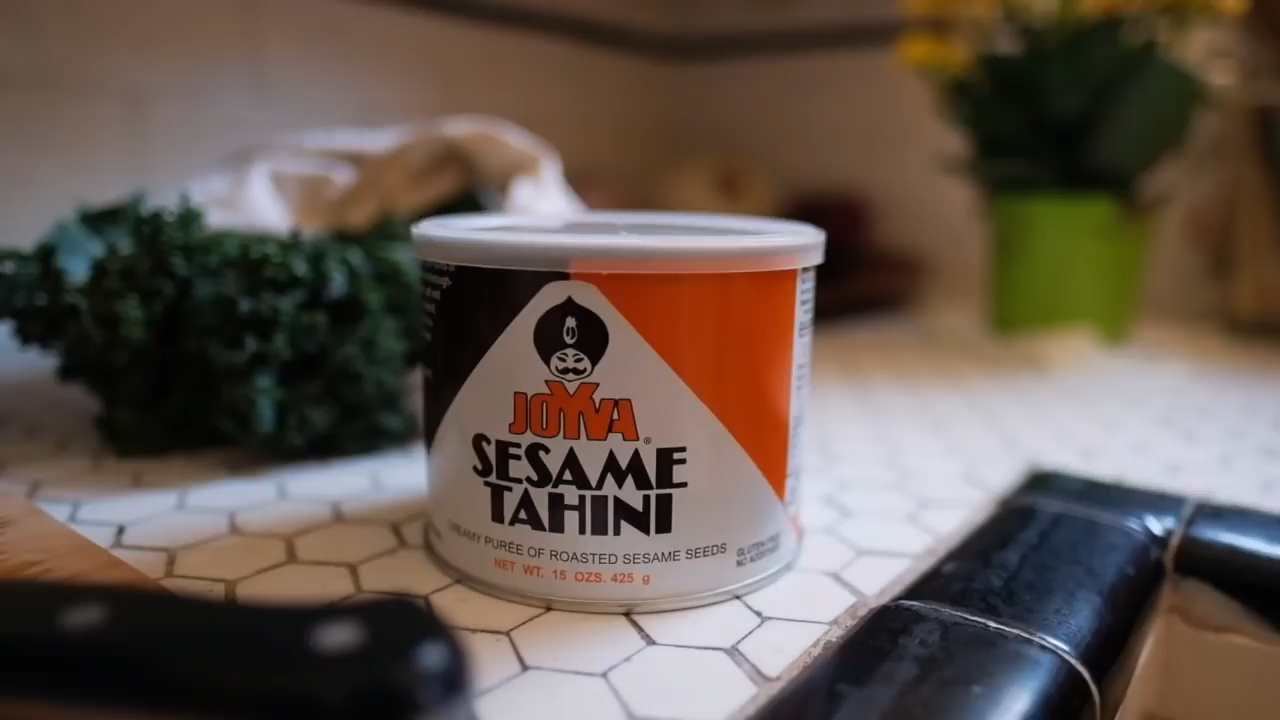 JOYVA®
SESAME
TAHINI
CREAMY PURÉE OF ROASTED SESAME SEEDS
NET WT. 15 OZS. 425 g
GLUTEN FREE
NO ADDITIVES